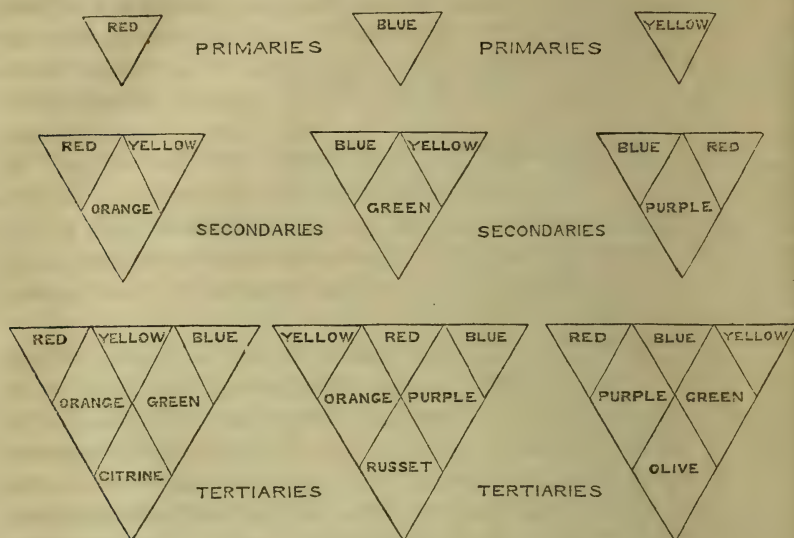 RED BLUE YELLOW
PRIMARIES PRIMARIES
RED YELLOW BLUE YELLOW BLUE RED
ORANGE GREEN PURPLE
SECONDARIES SECONDARIES
RED YELLOW BLUE YELLOW RED BLUE RED BLUE YELLOW
ORANGE GREEN ORANGE PURPLE PURPLE GREEN
CITRINE RUSSET OLIVE
TERTIARIES TERTIARIES